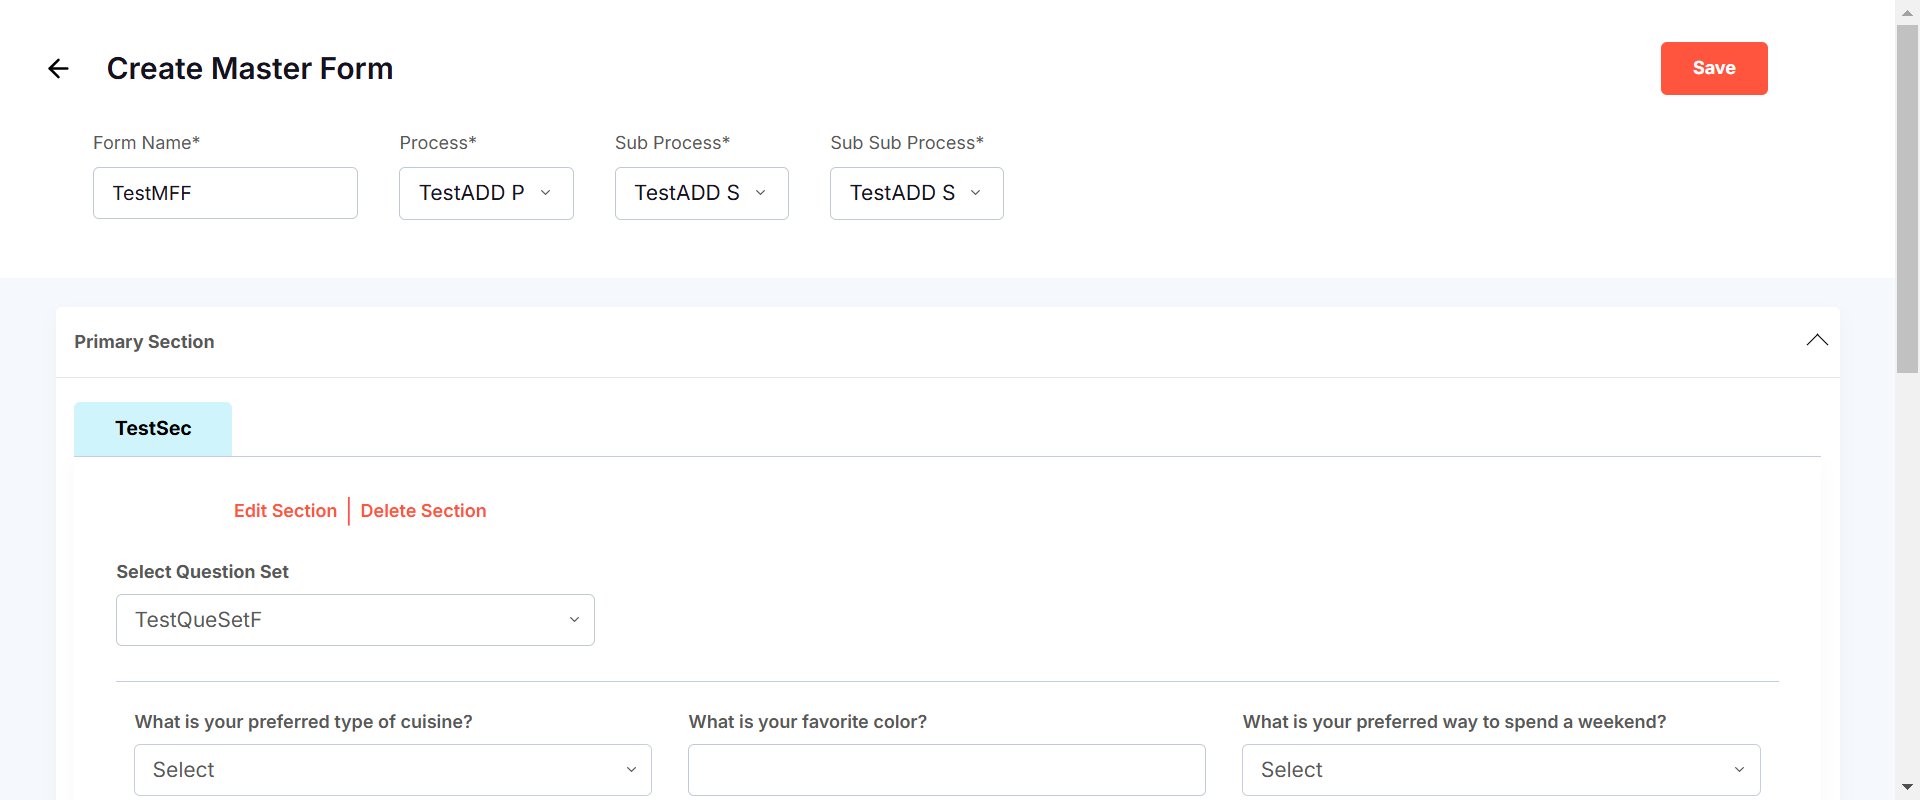 Create Master Form
Save
Form Name* Process* Sub Process* Sub Sub Process*
TestMFF TestADD P TestADD S TestADD S
Primary Section
TestSec
Edit Section Delete Section
Select Question Set
TestQueSetF
What is your preferred type of cuisine? What is your favorite color? What is your preferred way to spend a weekend?
Select Select